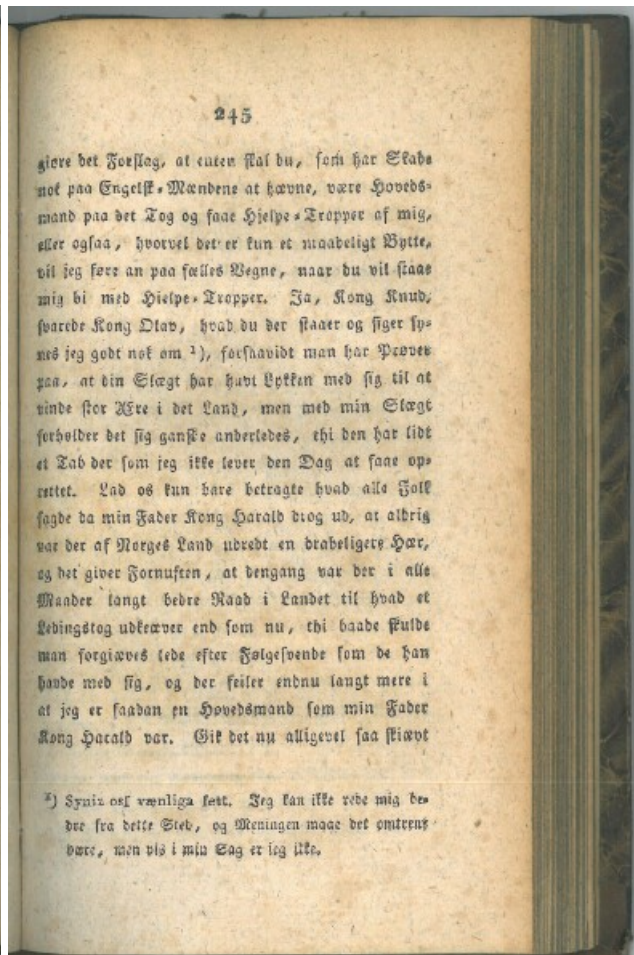 245
giøre det Forslag, at enten skal du, som har Skade
nok paa Engelsk-Mændene at hævne, være Hoveds-
mand paa det Tog og faae Hjelpe-Tropper af mig,
eller ogsaa, hvorvel det er kun et maadeligt Bytte,
vil jeg føre an paa fælles Vegne, naar du vil staae
mig bi med Hielpe-Tropper. Ja, Kong Knud,
svarede Kong Olav, hvad du der staaer og siger sy-
nes jeg godt nok om ¹), forsaavidt man har Prøver
paa, at din Slægt har havt Lykken med sig til at
vinde stor Ære i det Land, men med min Slægt
forholder det sig ganske anderledes, thi den har lidt
et Tab der som jeg ikke lever den Dag at faae op-
rettet. Lad os kun bare betragte hvad alle Folk
sagde da min Fader Kong Harald drog ud, at aldrig
var der af Norges Land udredt en drabeligere Hær,
og det giver Fornuften, at dengang var der i alle
Maader langt bedre Raad i Landet til hvad et
Ledingstog udkræver end som nu, thi baade skulde
man forgiæves lede efter Følgesvende som de han
havde med sig, og der feiler endnu langt mere i
at jeg er saadan en Hovedsmand som min Fader
Kong Harald var. Gik det nu alligevel saa skiævt
¹) Syniz osf vænliga sett. Jeg kan ikke rede mig be-
dre fra dette Sted, og Meningen maae det omtrent
være, men vis i min Sag er jeg ikke.